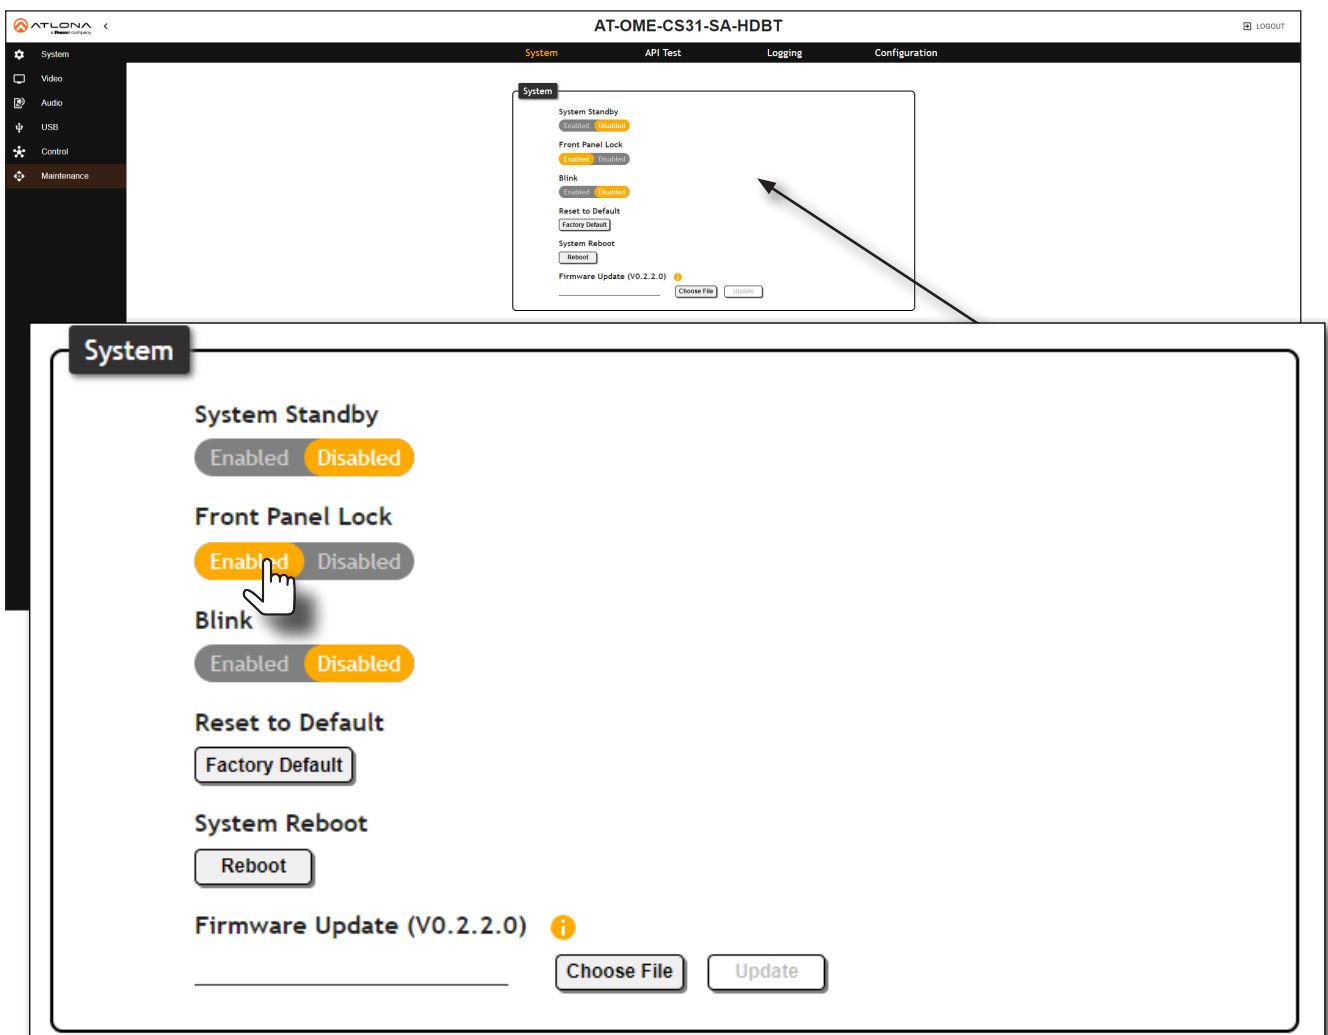 ATLONA
AT-OME-CS31-SA-HDBT
LOGOUT
System
API Test
Logging
Configuration
System
Video
Audio
USB
Control
Maintenance
System
System Standby
Enabled Disabled
Front Panel Lock
Enabled Disabled
Blink
Enabled Disabled
Reset to Default
Factory Default
System Reboot
Reboot
Firmware Update (V0.2.2.0)
Choose File Update
System
System Standby
Enabled Disabled
Front Panel Lock
Enabled Disabled
Blink
Enabled Disabled
Reset to Default
Factory Default
System Reboot
Reboot
Firmware Update (V0.2.2.0)
Choose File Update